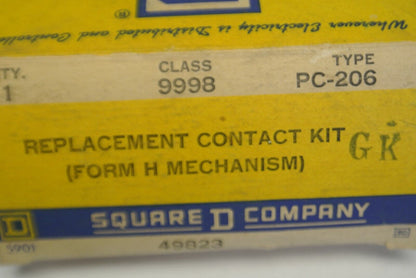 Wherever Electricity is Distributed and Controlled
®
TY. CLASS TYPE
1 9998 PC-206
REPLACEMENT CONTACT KIT GK
(FORM H MECHANISM)
D SQUARE D COMPANY D
5901 49823